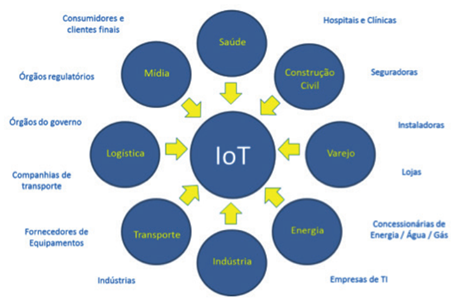 Consumidores e
clientes finais
Hospitais e Clínicas
Saúde
Órgãos regulatórios
Mídia
Construção
Civil
Seguradoras
Órgãos do governo
Instaladoras
Logística
IoT
Varejo
Companhias de
transporte
Lojas
Fornecedores de
Equipamentos
Transporte
Energia
Concessionárias de
Energia / Água / Gás
Indústria
Indústrias
Empresas de TI